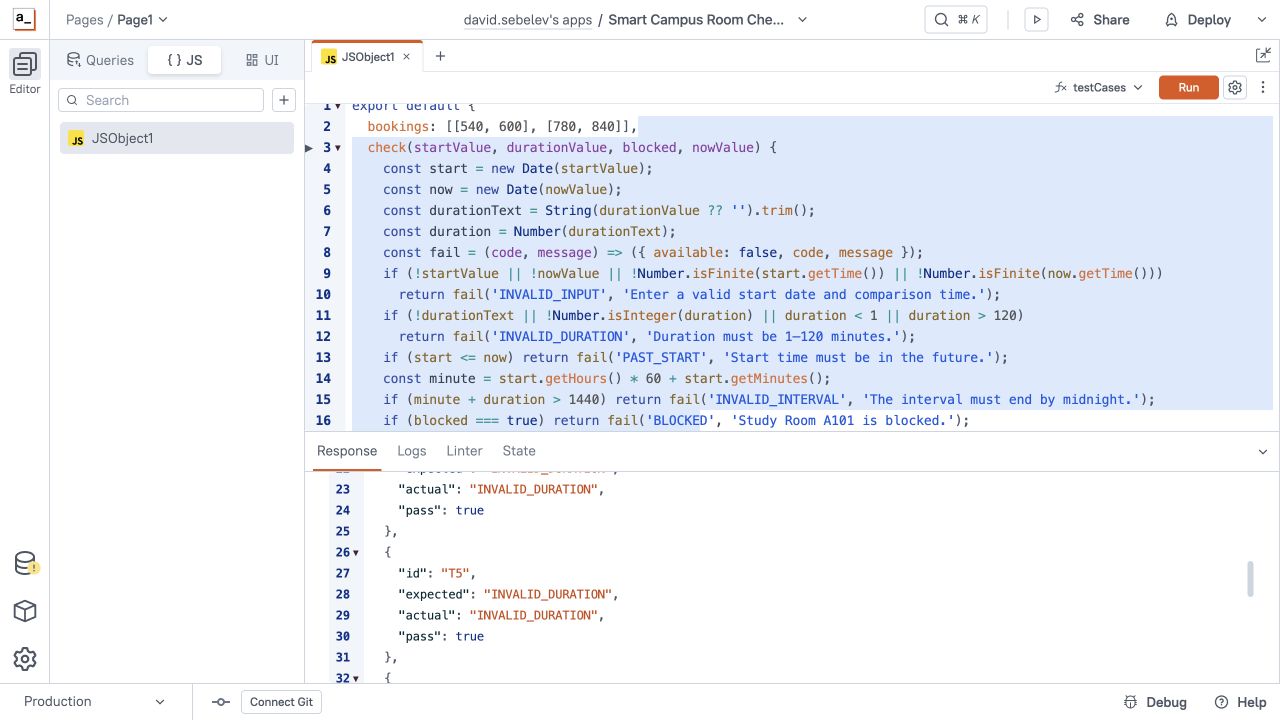 a_
Pages / Page1
david.sebelev's apps / Smart Campus Room Che...
⌘ K
Share
Deploy
Editor
Queries
{ } JS
UI
Search
JSObject1
JSObject1
testCases
Run
1 export default {
2 bookings: [[540, 600], [780, 840]],
3 check(startValue, durationValue, blocked, nowValue) {
4 const start = new Date(startValue);
5 const now = new Date(nowValue);
6 const durationText = String(durationValue ?? '').trim();
7 const duration = Number(durationText);
8 const fail = (code, message) => ({ available: false, code, message });
9 if (!startValue || !nowValue || !Number.isFinite(start.getTime()) || !Number.isFinite(now.getTime()))
10 return fail('INVALID_INPUT', 'Enter a valid start date and comparison time.');
11 if (!durationText || !Number.isInteger(duration) || duration < 1 || duration > 120)
12 return fail('INVALID_DURATION', 'Duration must be 1–120 minutes.');
13 if (start <= now) return fail('PAST_START', 'Start time must be in the future.');
14 const minute = start.getHours() * 60 + start.getMinutes();
15 if (minute + duration > 1440) return fail('INVALID_INTERVAL', 'The interval must end by midnight.');
16 if (blocked === true) return fail('BLOCKED', 'Study Room A101 is blocked.');
Response
Logs
Linter
State
22 "expected": "INVALID_DURATION",
23 "actual": "INVALID_DURATION",
24 "pass": true
25 },
26 {
27 "id": "T5",
28 "expected": "INVALID_DURATION",
29 "actual": "INVALID_DURATION",
30 "pass": true
31 },
32 {
Production
Connect Git
Debug
Help